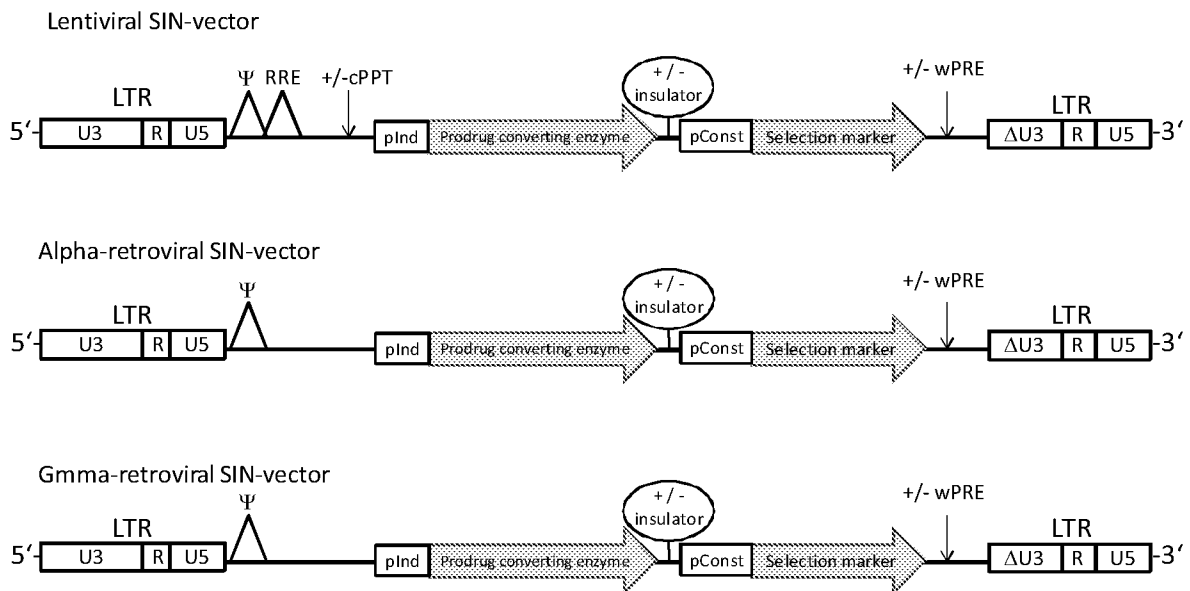 Lentiviral SIN-vector
LTR Ψ RRE +/-cPPT + / - insulator +/- wPRE LTR
5‘- U3 R U5 pInd Prodrug converting enzyme pConst Selection marker ΔU3 R U5 -3‘
Alpha-retroviral SIN-vector
LTR Ψ + / - insulator +/- wPRE LTR
5‘- U3 R U5 pInd Prodrug converting enzyme pConst Selection marker ΔU3 R U5 -3‘
Gmma-retroviral SIN-vector
LTR Ψ + / - insulator +/- wPRE LTR
5‘- U3 R U5 pInd Prodrug converting enzyme pConst Selection marker ΔU3 R U5 -3‘